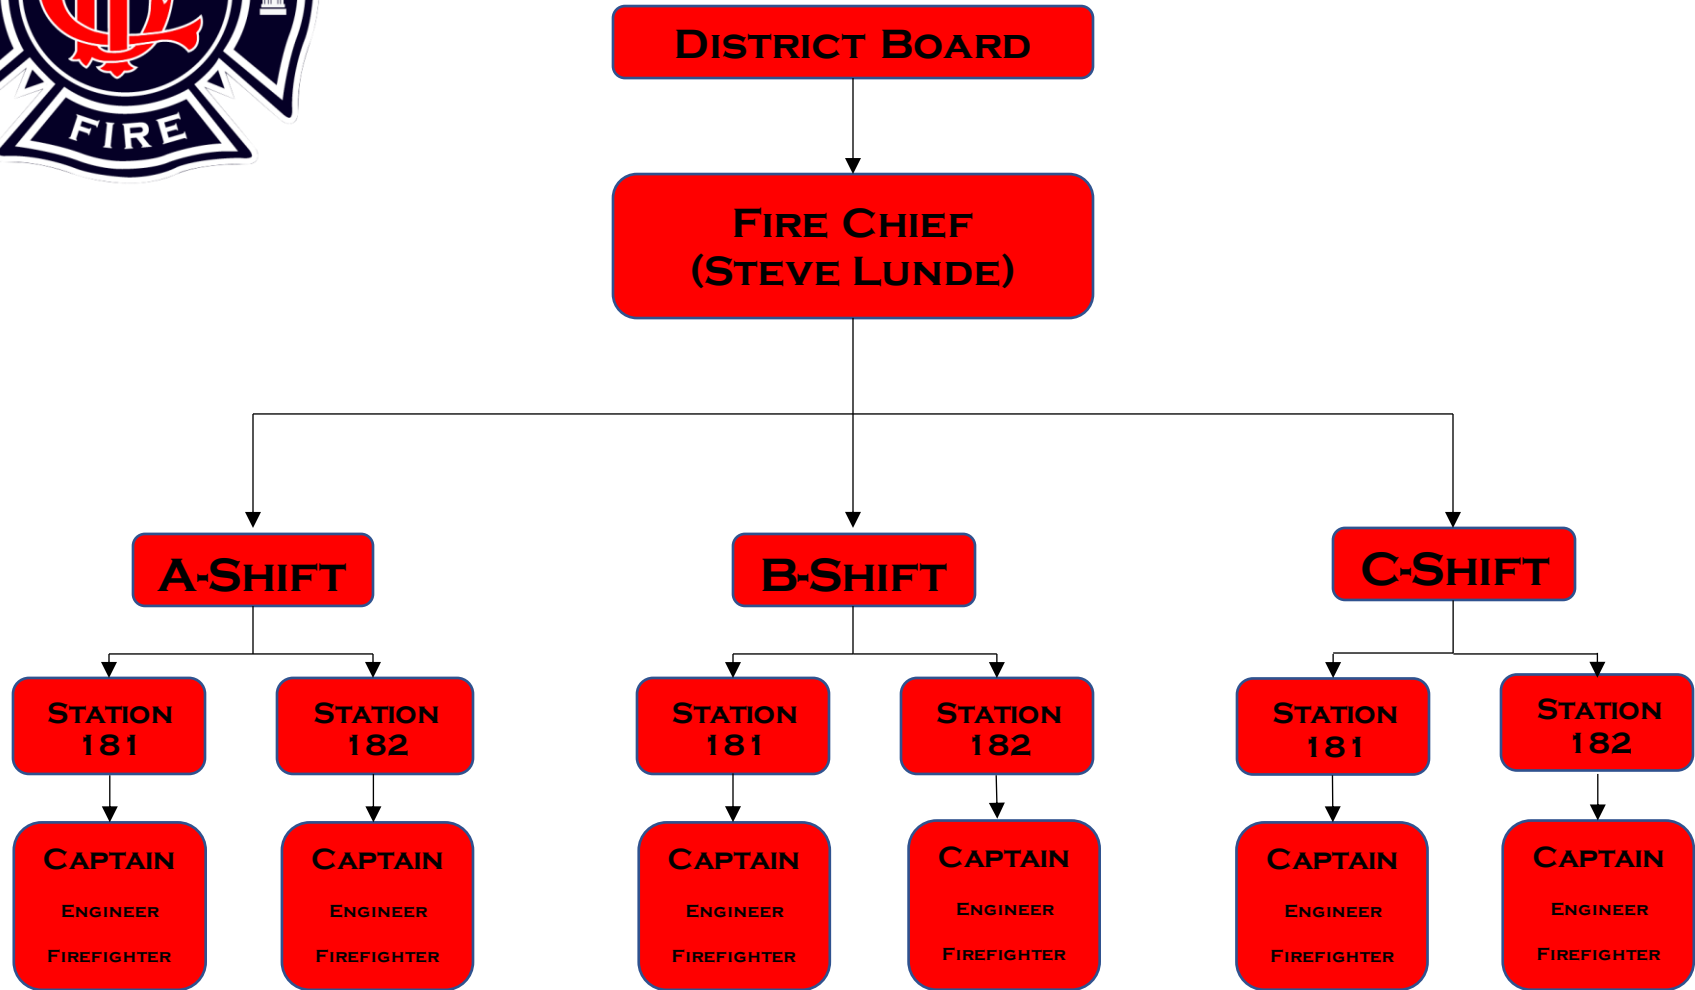 FIRE
DISTRICT BOARD
FIRE CHIEF
(STEVE LUNDE)
A-SHIFT
B-SHIFT
C-SHIFT
STATION
181
STATION
182
STATION
181
STATION
182
STATION
181
STATION
182
CAPTAIN
ENGINEER
FIREFIGHTER
CAPTAIN
ENGINEER
FIREFIGHTER
CAPTAIN
ENGINEER
FIREFIGHTER
CAPTAIN
ENGINEER
FIREFIGHTER
CAPTAIN
ENGINEER
FIREFIGHTER
CAPTAIN
ENGINEER
FIREFIGHTER